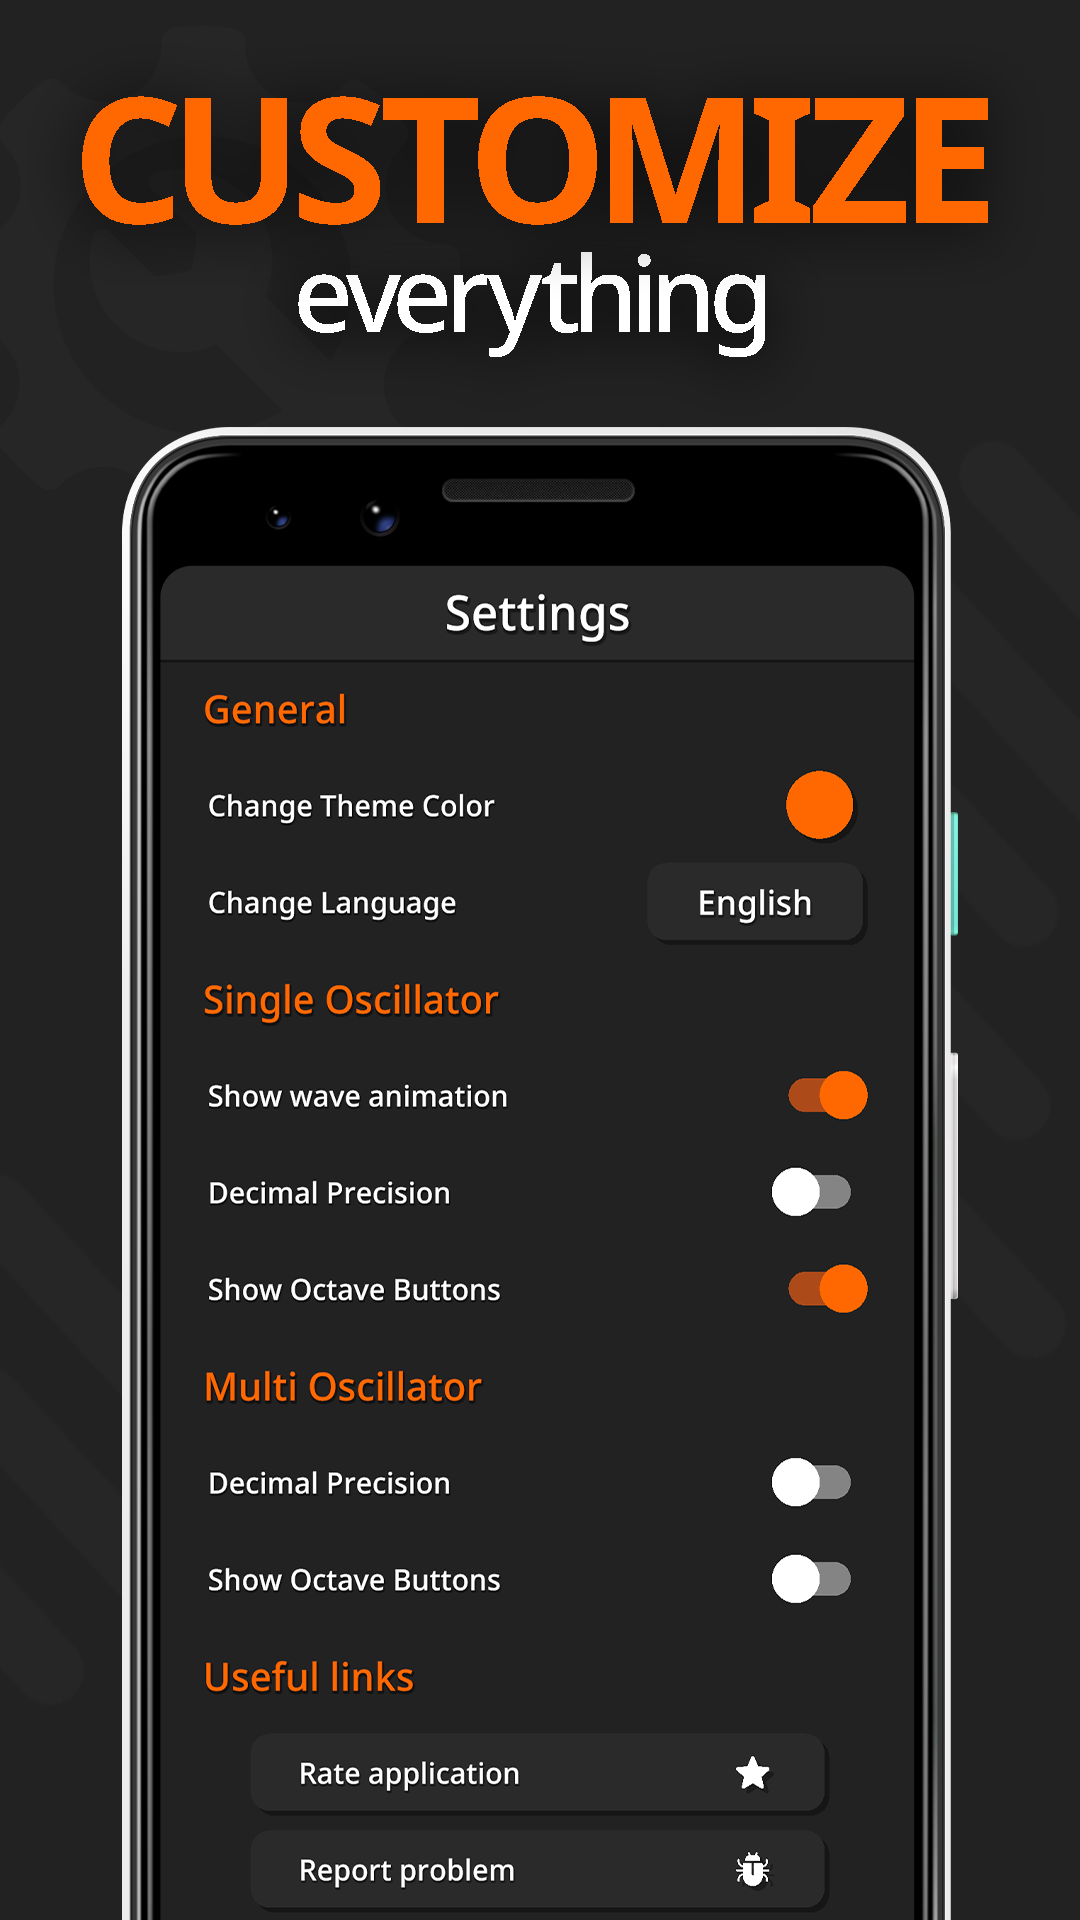 CUSTOMIZE
everything
Settings
General
Change Theme Color
Change Language English
Single Oscillator
Show wave animation
Decimal Precision
Show Octave Buttons
Multi Oscillator
Decimal Precision
Show Octave Buttons
Useful links
Rate application
Report problem